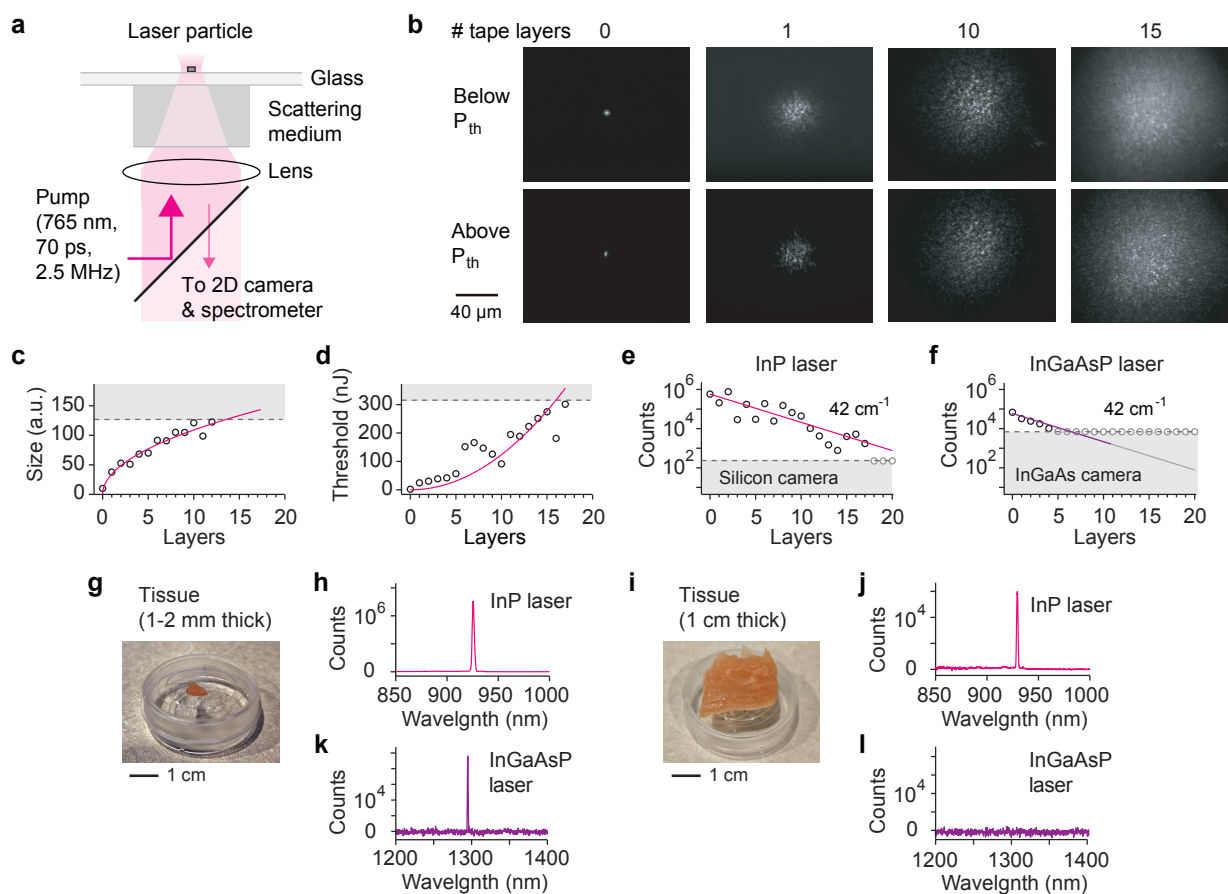 a
Laser particle
Glass
Scattering
medium
Lens
Pump
(765 nm,
70 ps,
2.5 MHz)
To 2D camera
& spectrometer
b
# tape layers 0 1 10 15
Below
P_th
Above
P_th
40 μm
c
Size (a.u.)
150
100
50
0
0 5 10 15 20
Layers
d
Threshold (nJ)
300
200
100
0
0 5 10 15 20
Layers
e
InP laser
Counts
10^6
10^4
10^2
42 cm^-1
Silicon camera
0 5 10 15 20
Layers
f
InGaAsP laser
Counts
10^6
10^4
10^2
42 cm^-1
InGaAs camera
0 5 10 15 20
Layers
g
Tissue
(1-2 mm thick)
1 cm
h
InP laser
Counts
10^6
0
850 900 950 1000
Wavelgnth (nm)
i
Tissue
(1 cm thick)
1 cm
j
InP laser
Counts
10^4
0
850 900 950 1000
Wavelgnth (nm)
k
InGaAsP
laser
Counts
10^4
0
1200 1300 1400
Wavelgnth (nm)
l
InGaAsP
laser
Counts
10^4
0
1200 1300 1400
Wavelgnth (nm)